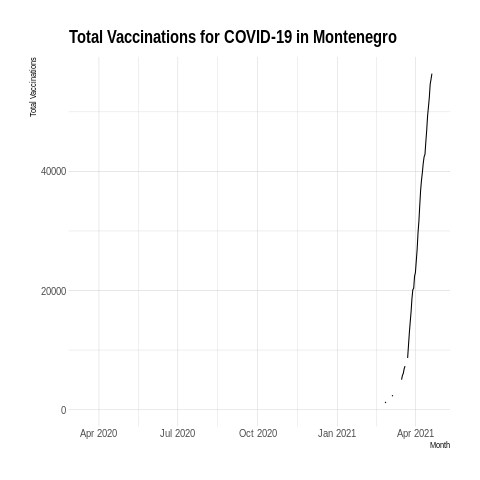 Total Vaccinations for COVID-19 in Montenegro
Total Vaccinations
40000
20000
0
Apr 2020 Jul 2020 Oct 2020 Jan 2021 Apr 2021
Month